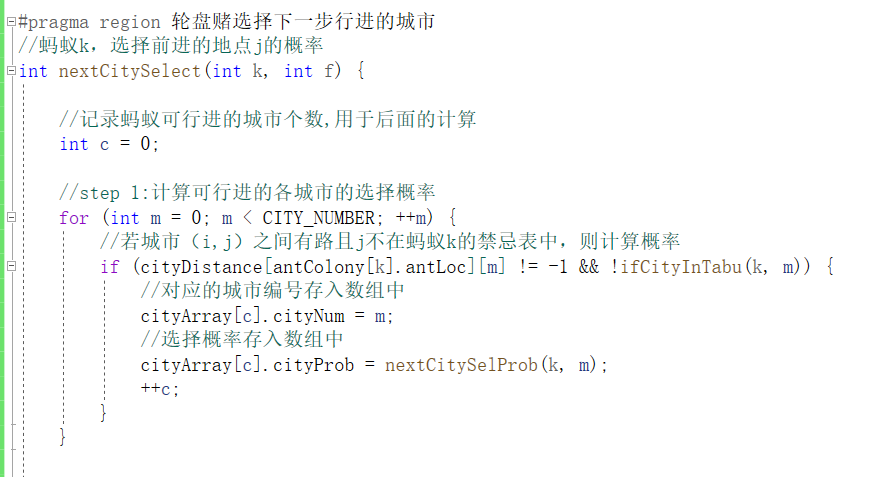 #pragma region 轮盘赌选择下一步行进的城市
//蚂蚁k，选择前进的地点j的概率
int nextCitySelect(int k, int f) {
//记录蚂蚁可行进的城市个数,用于后面的计算
int c = 0;
//step 1:计算可行进的各城市的选择概率
for (int m = 0; m < CITY_NUMBER; ++m) {
//若城市（i,j）之间有路且j不在蚂蚁k的禁忌表中，则计算概率
if (cityDistance[antColony[k].antLoc][m] != -1 && !ifCityInTabu(k, m)) {
//对应的城市编号存入数组中
cityArray[c].cityNum = m;
//选择概率存入数组中
cityArray[c].cityProb = nextCitySelProb(k, m);
++c;
}
}